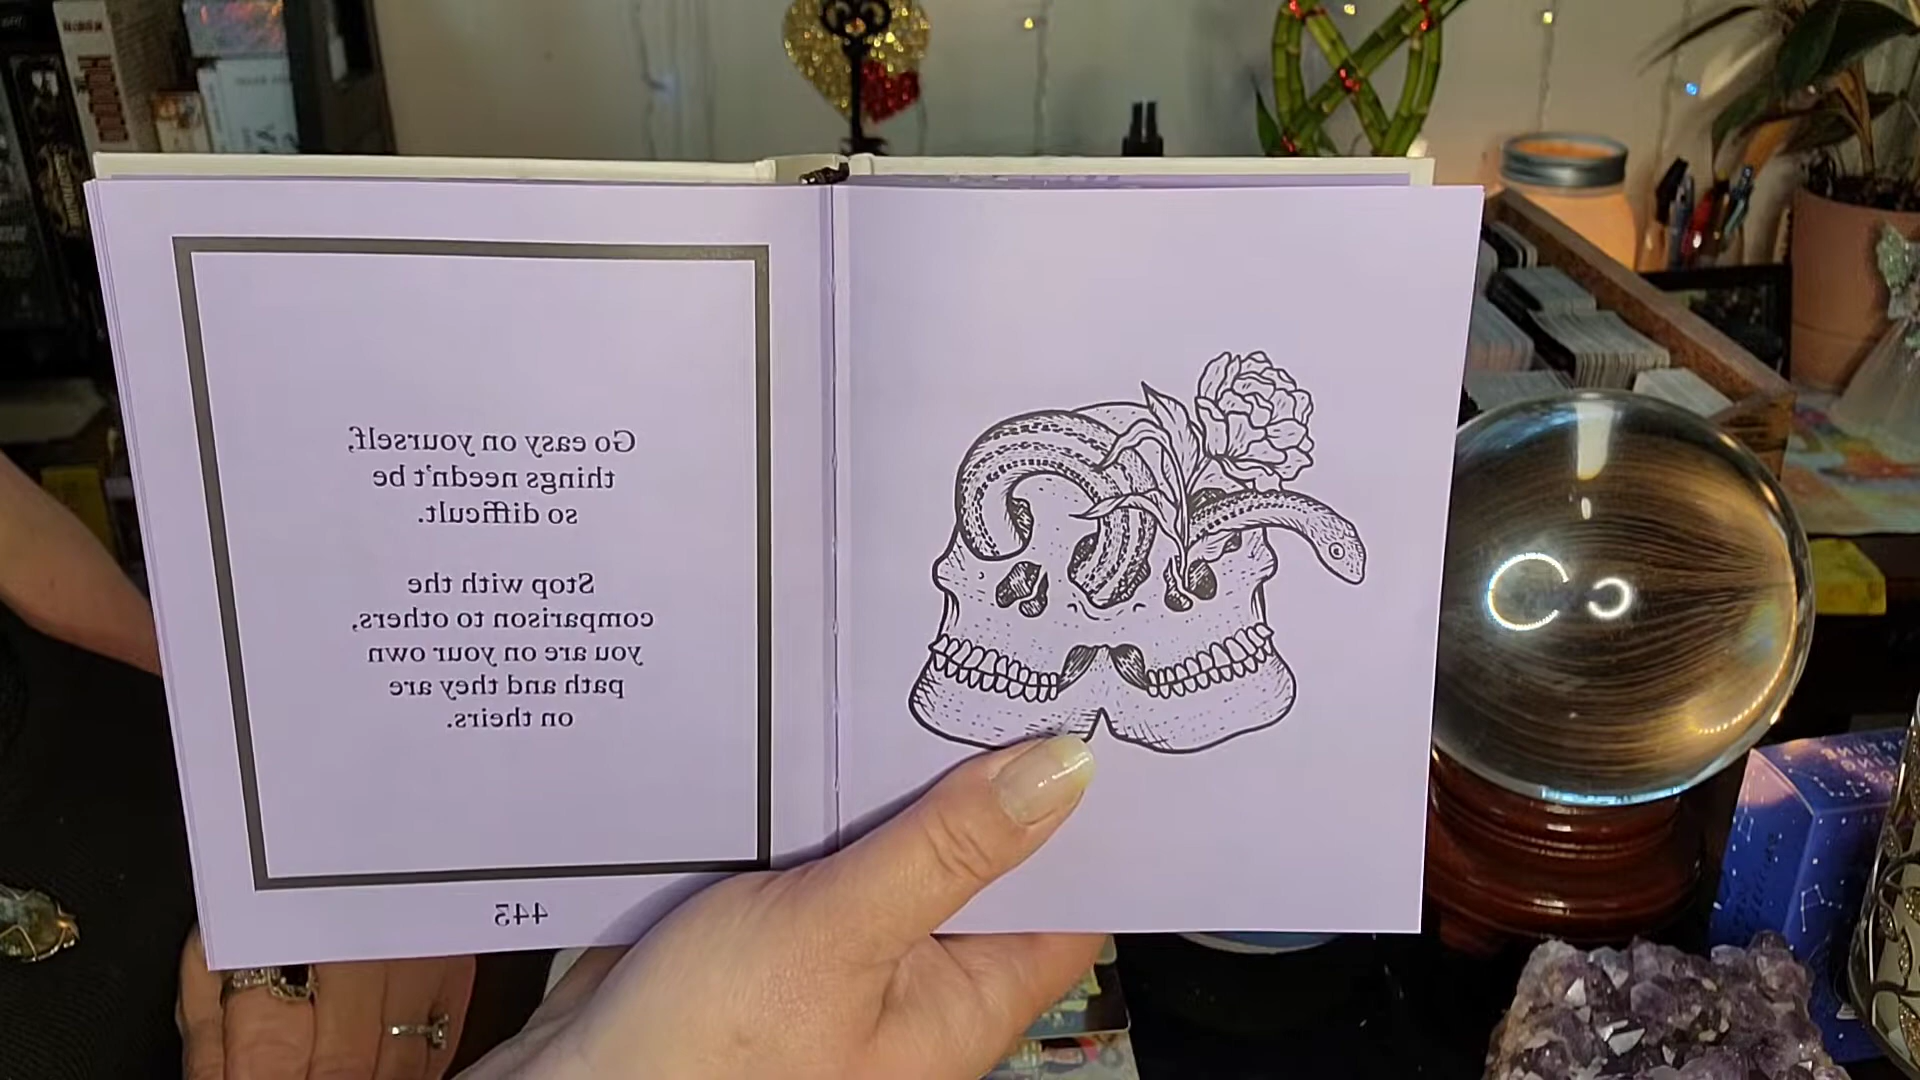 Go easy on yourself,
things needn't be
so difficult.
Stop with the
comparison to others,
you are on your own
path and they are
on theirs.
443